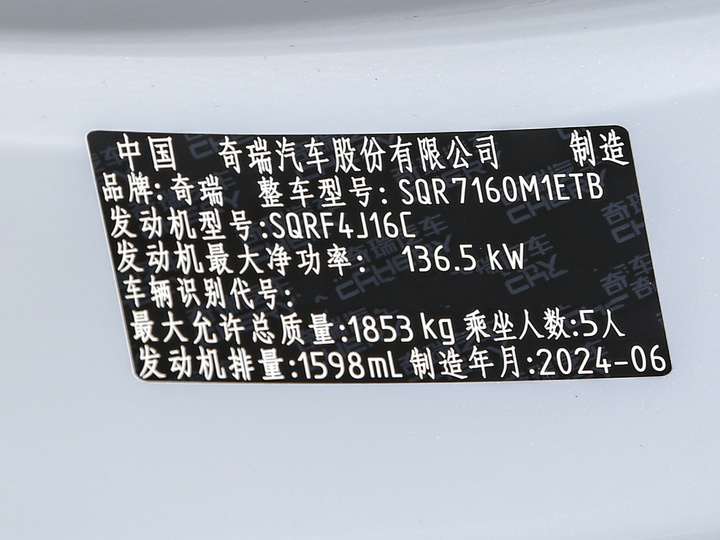 中国 奇瑞汽车股份有限公司 制造
品牌:奇瑞 整车型号:SQR7160M1ETB
发动机型号:SQRF4J16C
发动机最大净功率: 136.5 kW
车辆识别代号:
最大允许总质量:1853 kg 乘坐人数:5人
发动机排量:1598mL 制造年月:2024-06